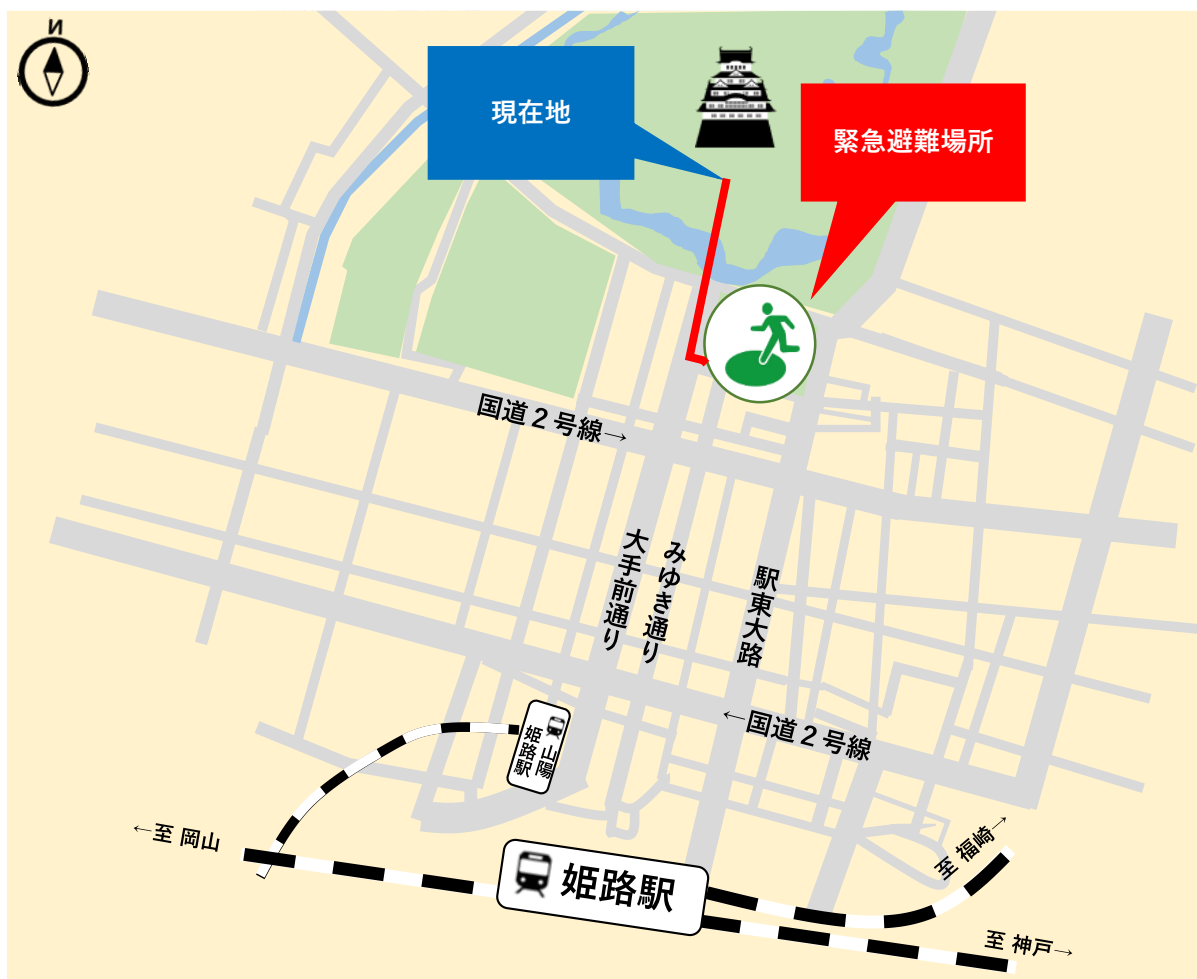 N
現在地
緊急避難場所
国道２号線→
大手前通り
みゆき通り
駅東大路
←国道２号線
山陽
姫路駅
←至 岡山
姫路駅
至 福崎→
至 神戸→